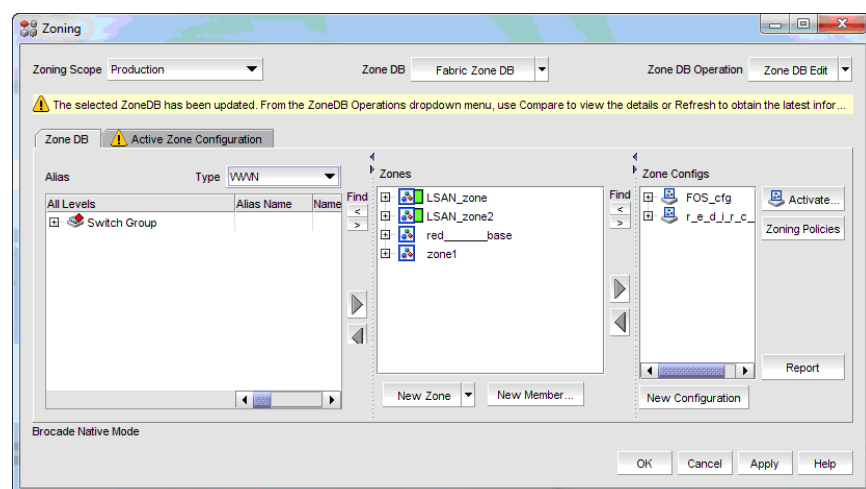 Zoning
Zoning Scope Production Zone DB Fabric Zone DB Zone DB Operation Zone DB Edit
The selected ZoneDB has been updated. From the ZoneDB Operations dropdown menu, use Compare to view the details or Refresh to obtain the latest infor...
Zone DB Active Zone Configuration
Alias Type WWN Zones Zone Configs
All Levels Alias Name Name Find LSAN_zone Find FOS_cfg Activate...
Switch Group < LSAN_zone2 < r_e_d_i_r_c_
> red_______base > Zoning Policies
zone1
Report
New Zone New Member... New Configuration
Brocade Native Mode
OK Cancel Apply Help